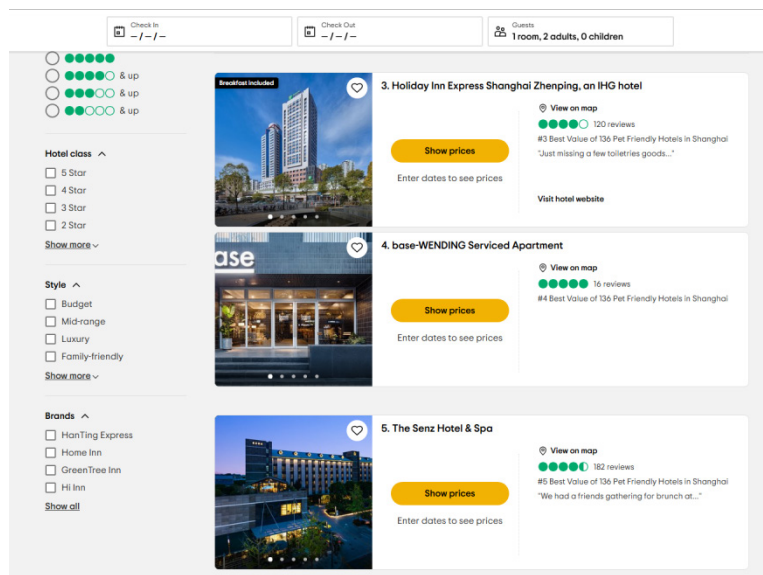 Check In
–/–/–
Check Out
–/–/–
Guests
1 room, 2 adults, 0 children
& up
& up
& up
Hotel class
5 Star
4 Star
3 Star
2 Star
Show more
Style
Budget
Mid-range
Luxury
Family-friendly
Show more
Brands
HanTing Express
Home Inn
GreenTree Inn
Hi Inn
Show all
Breakfast included
3. Holiday Inn Express Shanghai Zhenping, an IHG hotel
Show prices
Enter dates to see prices
View on map
120 reviews
#3 Best Value of 136 Pet Friendly Hotels in Shanghai
"Just missing a few toiletries goods..."
Visit hotel website
ase
4. base-WENDING Serviced Apartment
Show prices
Enter dates to see prices
View on map
16 reviews
#4 Best Value of 136 Pet Friendly Hotels in Shanghai
5. The Senz Hotel & Spa
Show prices
Enter dates to see prices
View on map
182 reviews
#5 Best Value of 136 Pet Friendly Hotels in Shanghai
"We had a friends gathering for brunch at..."